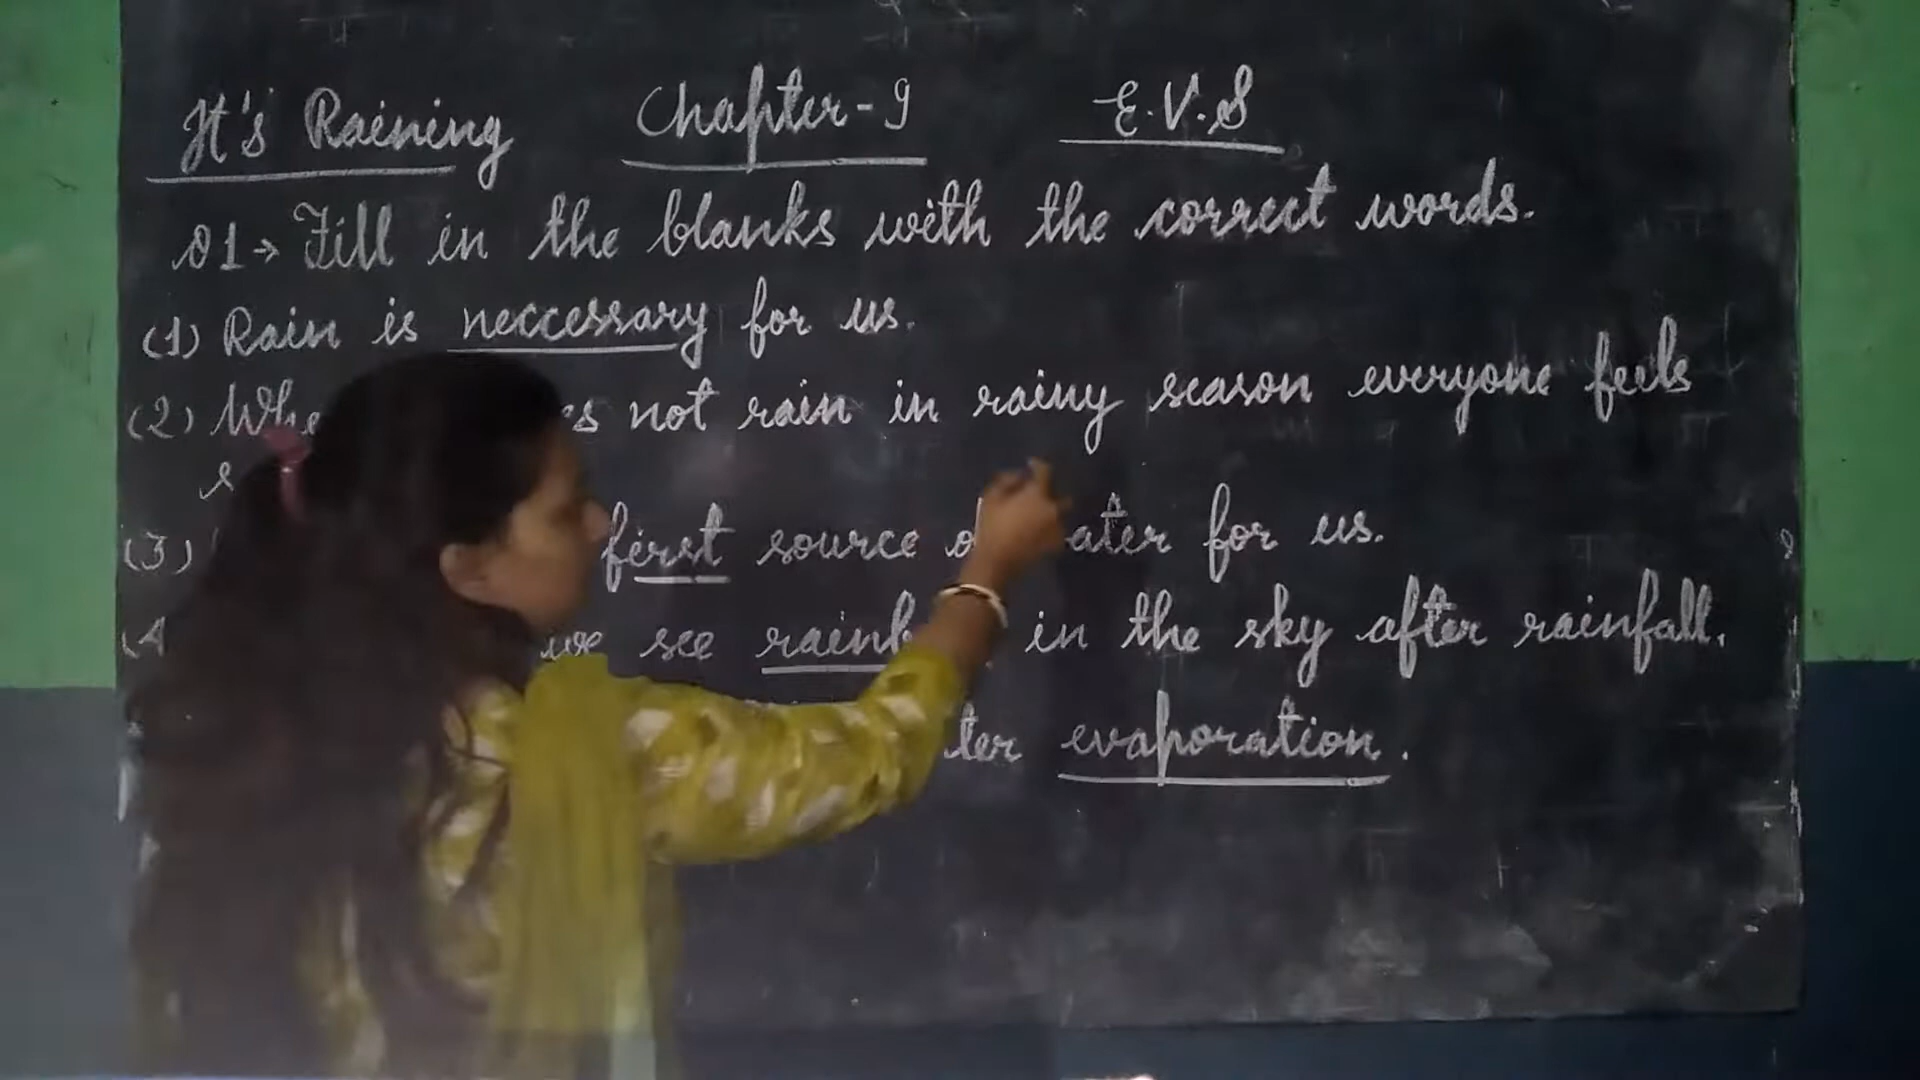 It's Raining Chapter-9 E.V.S
Q1→ Fill in the blanks with the correct words.
(1) Rain is neccessary for us.
(2) not rain in rainy season everyone feels
(3) first source for us.
we see in the sky after rainfall.
evaporation.